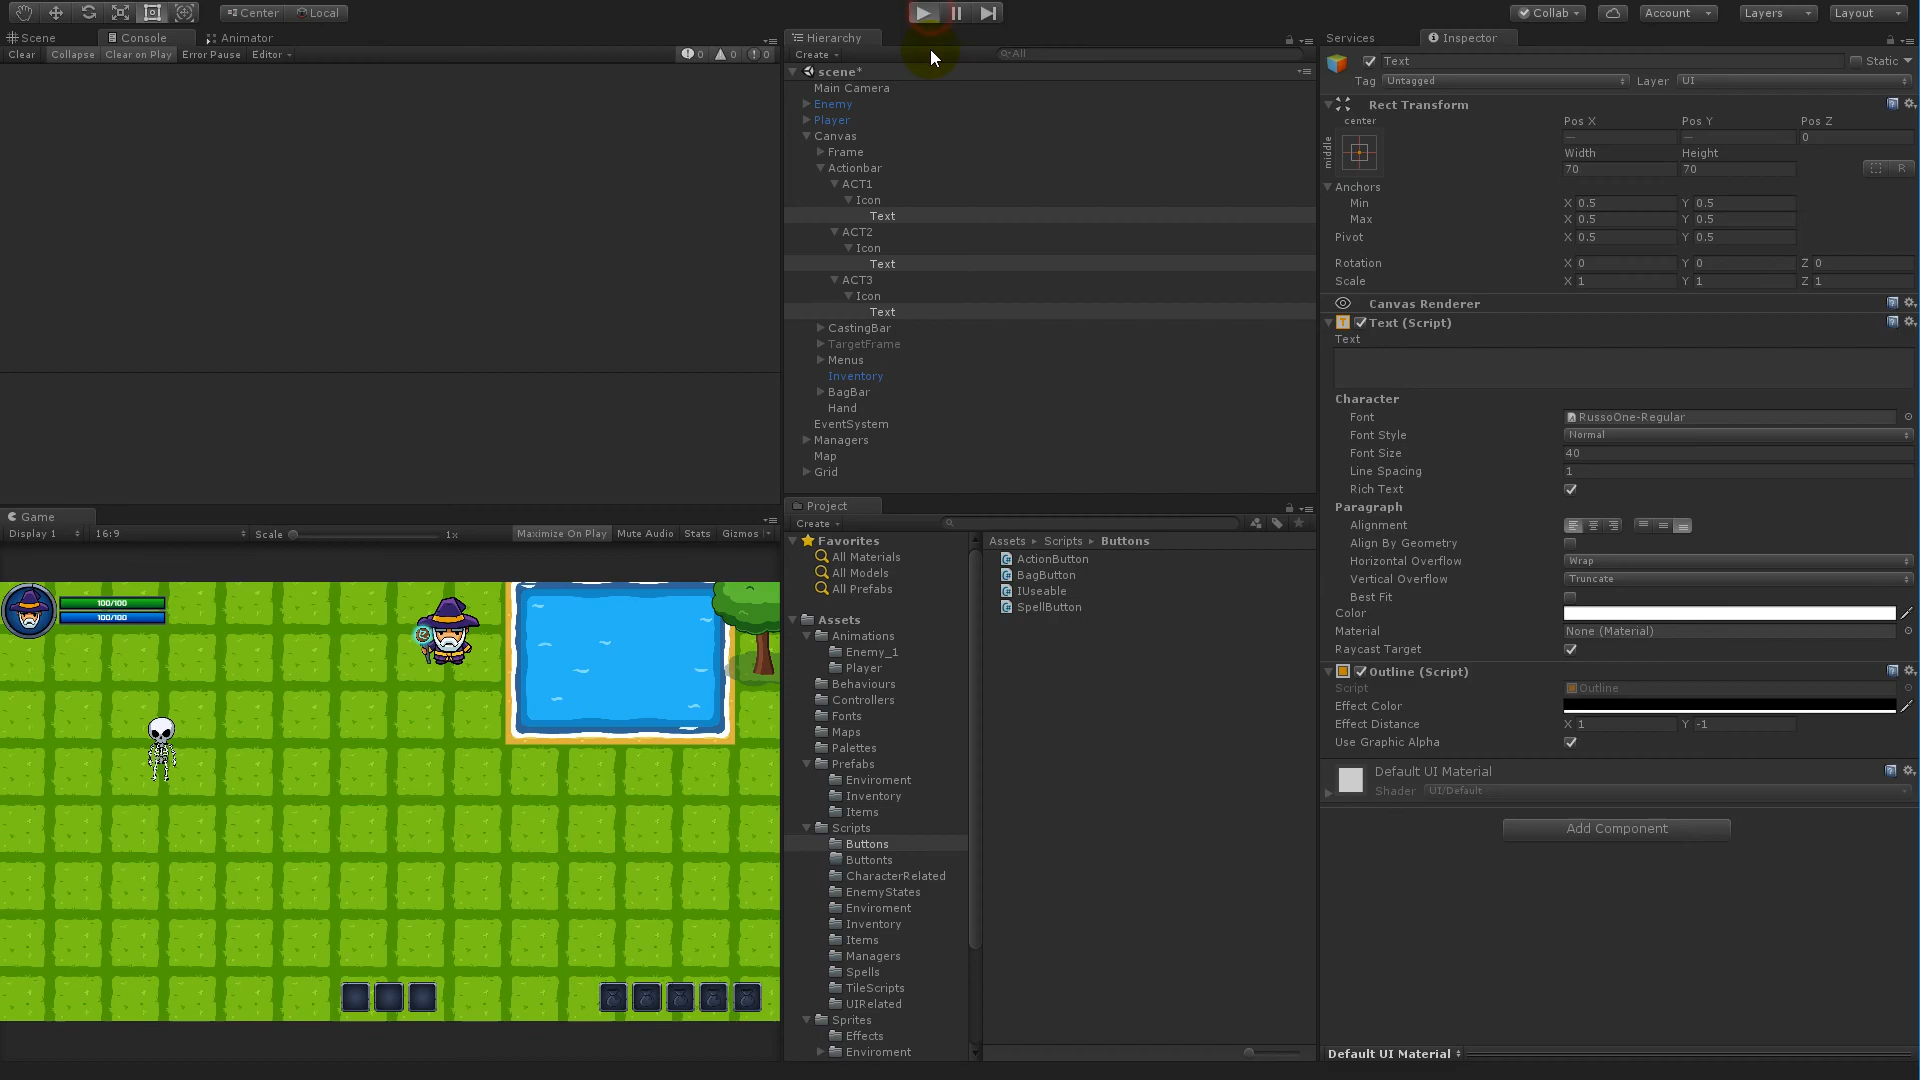 Center Local
Collab Account Layers Layout
Scene Console Animator
Clear Collapse Clear on Play Error Pause Editor 0 0 0
Hierarchy
Create All
scene*
Main Camera
Enemy
Player
Canvas
Frame
Actionbar
ACT1
Icon
Text
ACT2
Icon
Text
ACT3
Icon
Text
CastingBar
TargetFrame
Menus
Inventory
BagBar
Hand
EventSystem
Managers
Map
Grid
Game
Display 1 16:9 Scale 1x Maximize On Play Mute Audio Stats Gizmos
100/100
100/100
Project
Create
Favorites
All Materials
All Models
All Prefabs
Assets
Animations
Enemy_1
Player
Behaviours
Controllers
Fonts
Maps
Palettes
Prefabs
Enviroment
Inventory
Items
Scripts
Buttons
Buttonts
CharacterRelated
EnemyStates
Enviroment
Inventory
Items
Managers
Spells
TileScripts
UIRelated
Sprites
Effects
Enviroment
Assets Scripts Buttons
ActionButton
BagButton
IUseable
SpellButton
Services Inspector
Text Static
Tag Untagged Layer UI
Rect Transform
center Pos X Pos Y Pos Z
middle — — 0
Width Height
70 70 R
Anchors
Min X 0.5 Y 0.5
Max X 0.5 Y 0.5
Pivot X 0.5 Y 0.5
Rotation X 0 Y 0 Z 0
Scale X 1 Y 1 Z 1
Canvas Renderer
Text (Script)
Text
Character
Font RussoOne-Regular
Font Style Normal
Font Size 40
Line Spacing 1
Rich Text
Paragraph
Alignment
Align By Geometry
Horizontal Overflow Wrap
Vertical Overflow Truncate
Best Fit
Color
Material None (Material)
Raycast Target
Outline (Script)
Script Outline
Effect Color
Effect Distance X 1 Y -1
Use Graphic Alpha
Default UI Material
Shader UI/Default
Add Component
Default UI Material